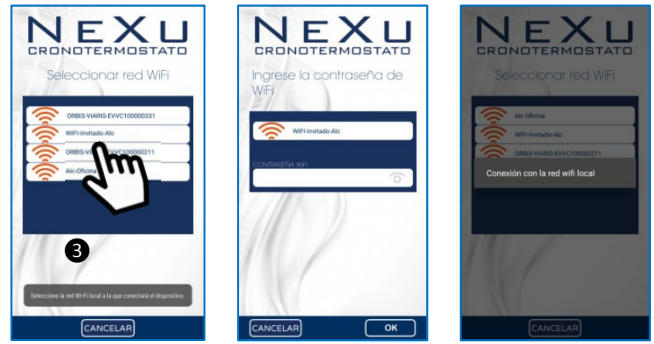 NEXU
CRONOTERMOSTATO
Seleccionar red WiFi
ORBIS-VIARIS-EVVC100000331
WIFI-Invitado-Alc
ORBIS-VIARIS-EVVC100000211
Alc-Oficina
3
Seleccione la red Wi-Fi local a la que conectará el dispositivo.
CANCELAR
NEXU
CRONOTERMOSTATO
Ingrese la contraseña de
WiFi
WIFI-Invitado-Alc
CONTRASEÑA WIFI
CANCELAR
OK
NEXU
CRONOTERMOSTATO
Seleccionar red WiFi
Alc-Oficina
WIFI-Invitado-Alc
ORBIS-VIARIS-EVVC100000211
Conexión con la red wifi local
CANCELAR